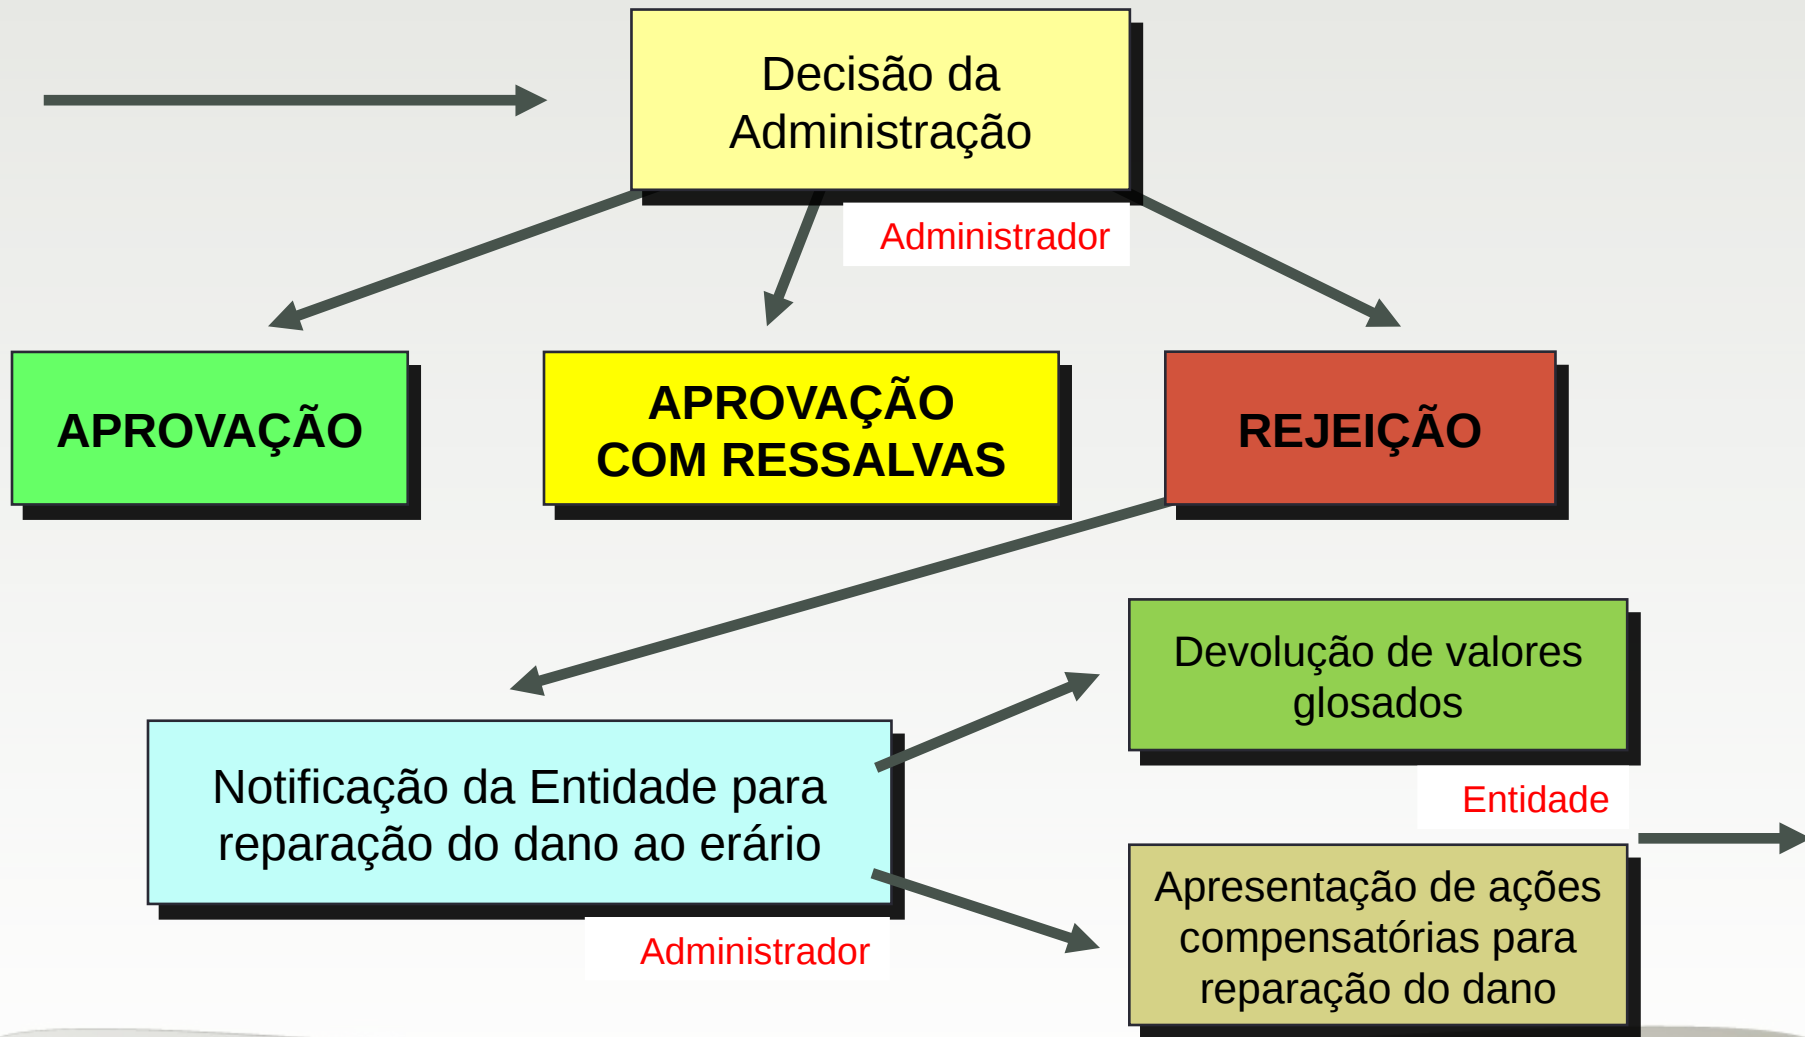 Decisão da
Administração
Administrador
APROVAÇÃO
APROVAÇÃO
COM RESSALVAS
REJEIÇÃO
Devolução de valores
glosados
Notificação da Entidade para
reparação do dano ao erário
Entidade
Administrador
Apresentação de ações
compensatórias para
reparação do dano